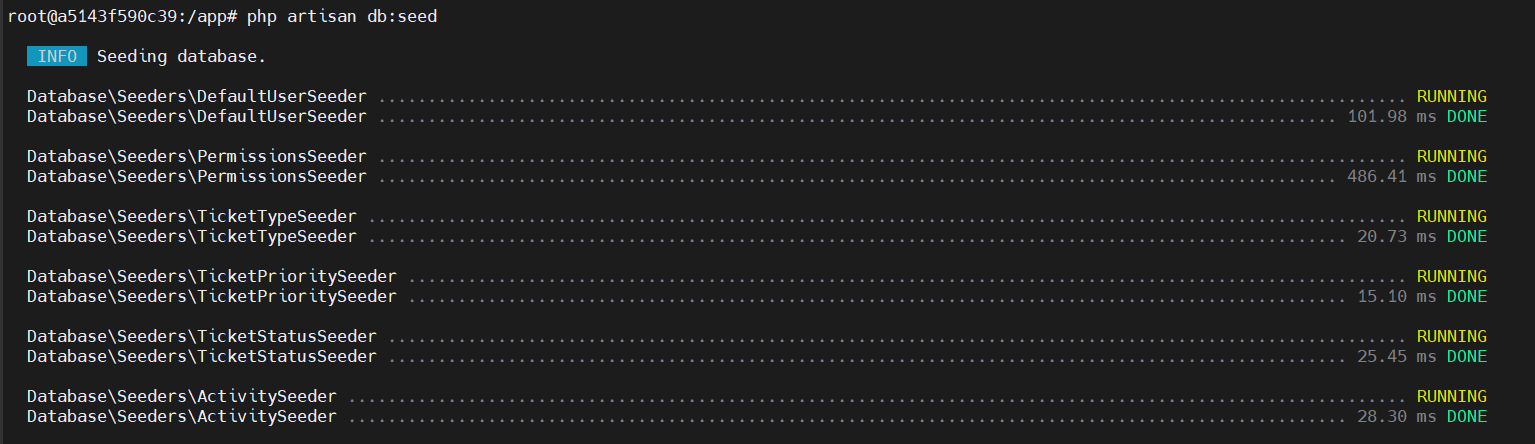 root@a5143f590c39:/app# php artisan db:seed
INFO Seeding database.
Database\Seeders\DefaultUserSeeder ....................................................................................................... RUNNING
Database\Seeders\DefaultUserSeeder ................................................................................................ 101.98 ms DONE
Database\Seeders\PermissionsSeeder ....................................................................................................... RUNNING
Database\Seeders\PermissionsSeeder ................................................................................................ 486.41 ms DONE
Database\Seeders\TicketTypeSeeder ........................................................................................................ RUNNING
Database\Seeders\TicketTypeSeeder .................................................................................................. 20.73 ms DONE
Database\Seeders\TicketPrioritySeeder .................................................................................................... RUNNING
Database\Seeders\TicketPrioritySeeder .............................................................................................. 15.10 ms DONE
Database\Seeders\TicketStatusSeeder ...................................................................................................... RUNNING
Database\Seeders\TicketStatusSeeder ................................................................................................ 25.45 ms DONE
Database\Seeders\ActivitySeeder .......................................................................................................... RUNNING
Database\Seeders\ActivitySeeder .................................................................................................... 28.30 ms DONE